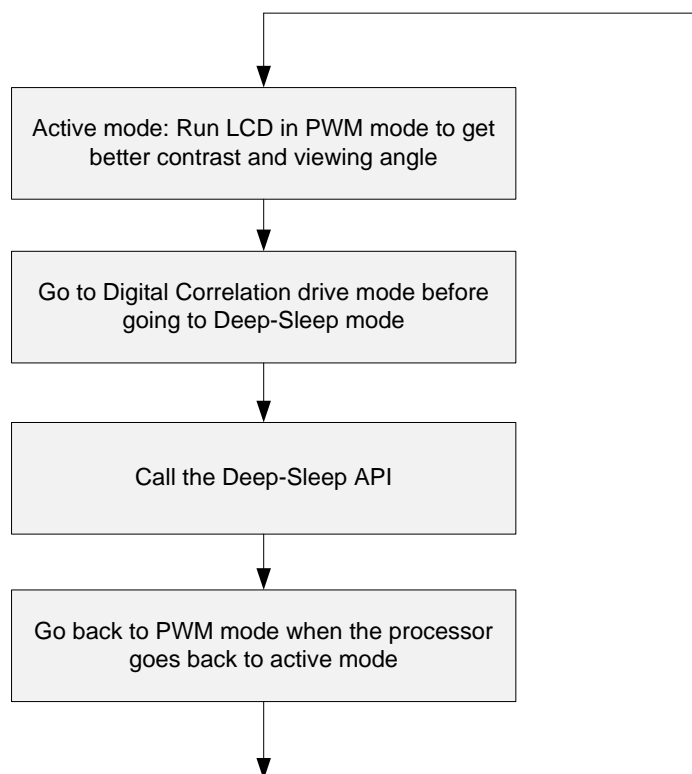 Active mode: Run LCD in PWM mode to get
better contrast and viewing angle
Go to Digital Correlation drive mode before
going to Deep-Sleep mode
Call the Deep-Sleep API
Go back to PWM mode when the processor
goes back to active mode